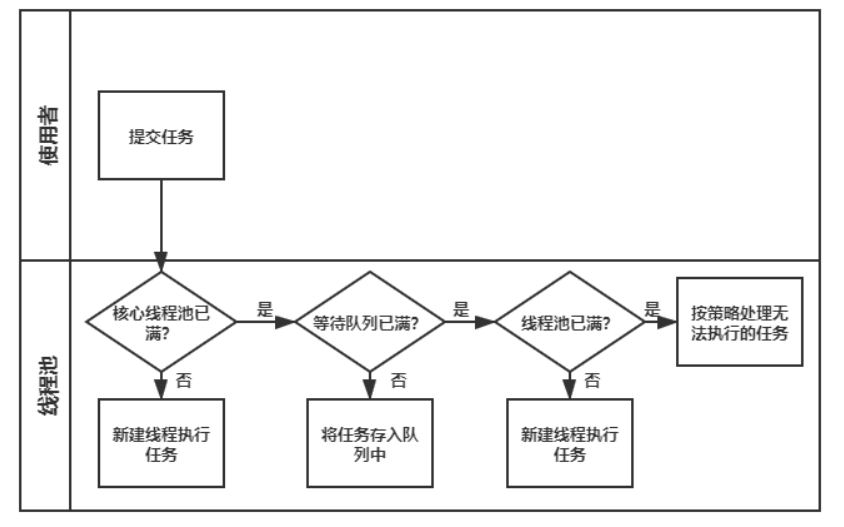 使用者
提交任务
线程池
核心线程池已
满?
是
等待队列已满?
是
线程池已满?
是
按策略处理无
法执行的任务
否
否
否
新建线程执行
任务
将任务存入队
列中
新建线程执行
任务